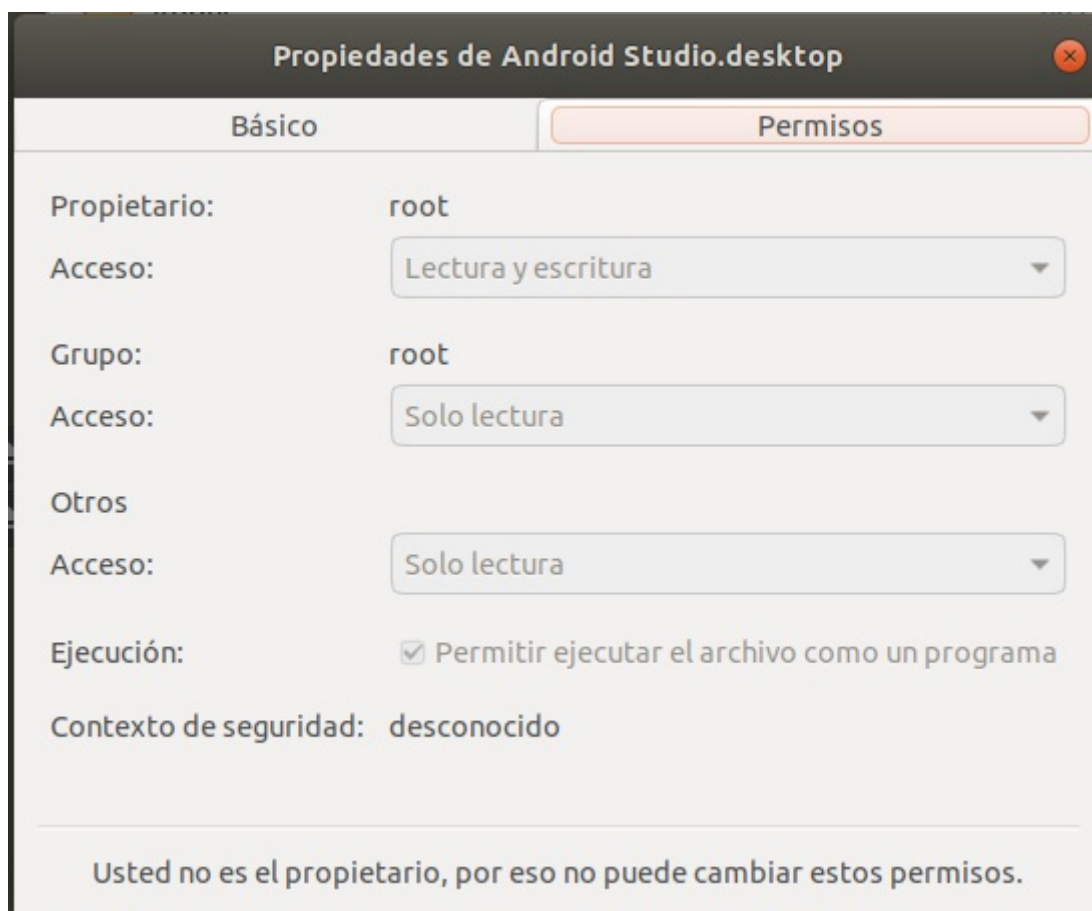 Propiedades de Android Studio.desktop
Básico Permisos
Propietario: root
Acceso: Lectura y escritura
Grupo: root
Acceso: Solo lectura
Otros
Acceso: Solo lectura
Ejecución: Permitir ejecutar el archivo como un programa
Contexto de seguridad: desconocido
Usted no es el propietario, por eso no puede cambiar estos permisos.